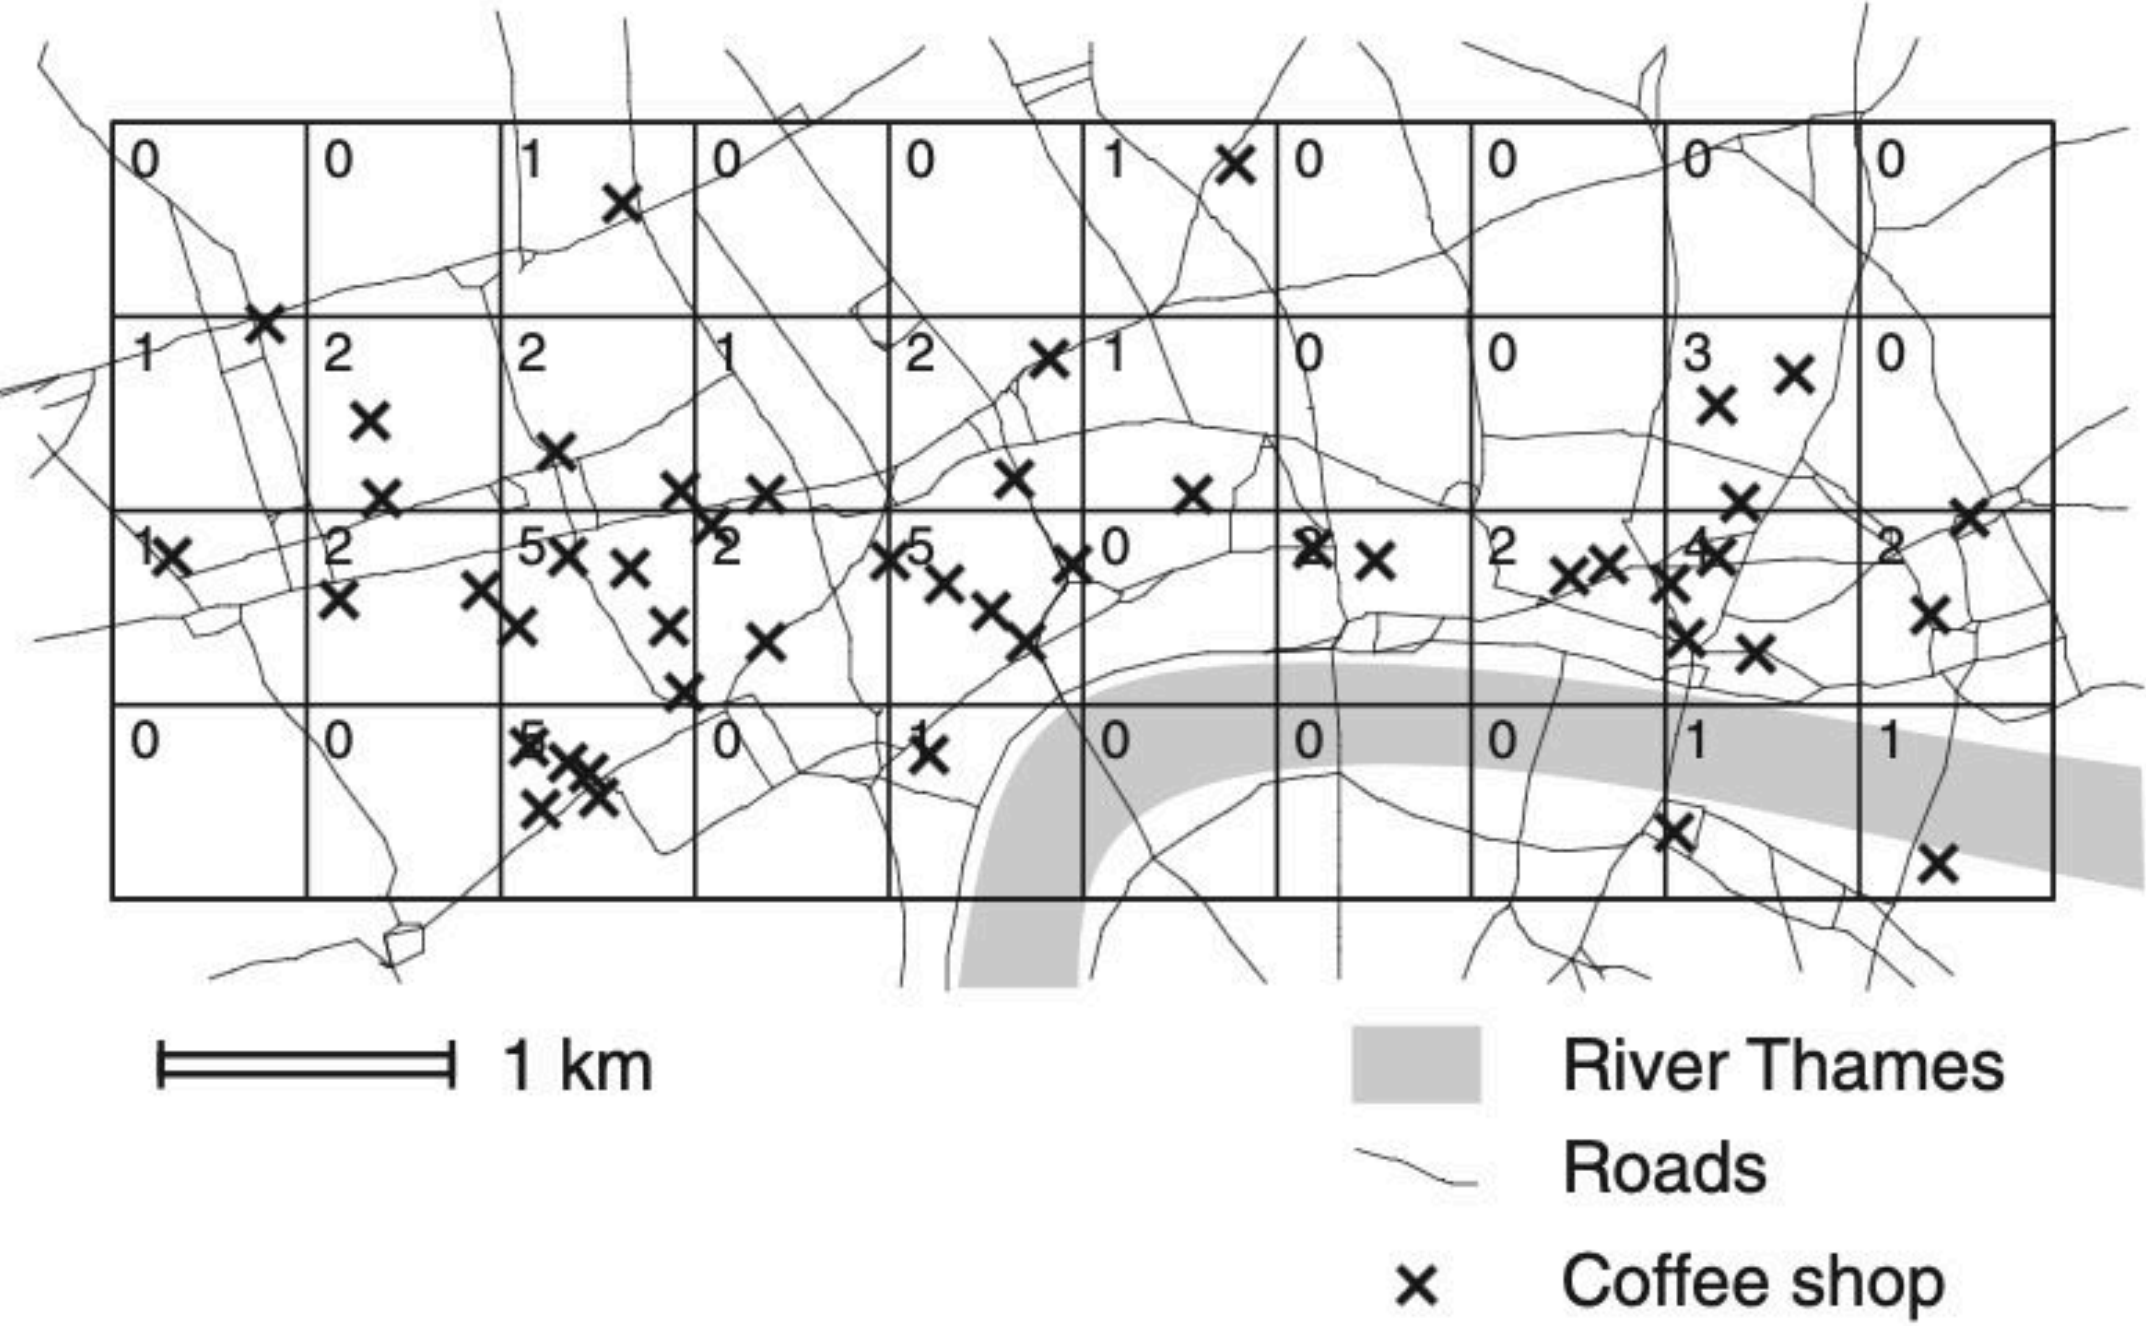 0 0 1 0 0 1 0 0 0 0
1 2 2 1 2 1 0 0 3 0
1 2 5 2 5 0 2 2 4 2
0 0 5 0 1 0 0 0 1 1
1 km
River Thames
Roads
Coffee shop